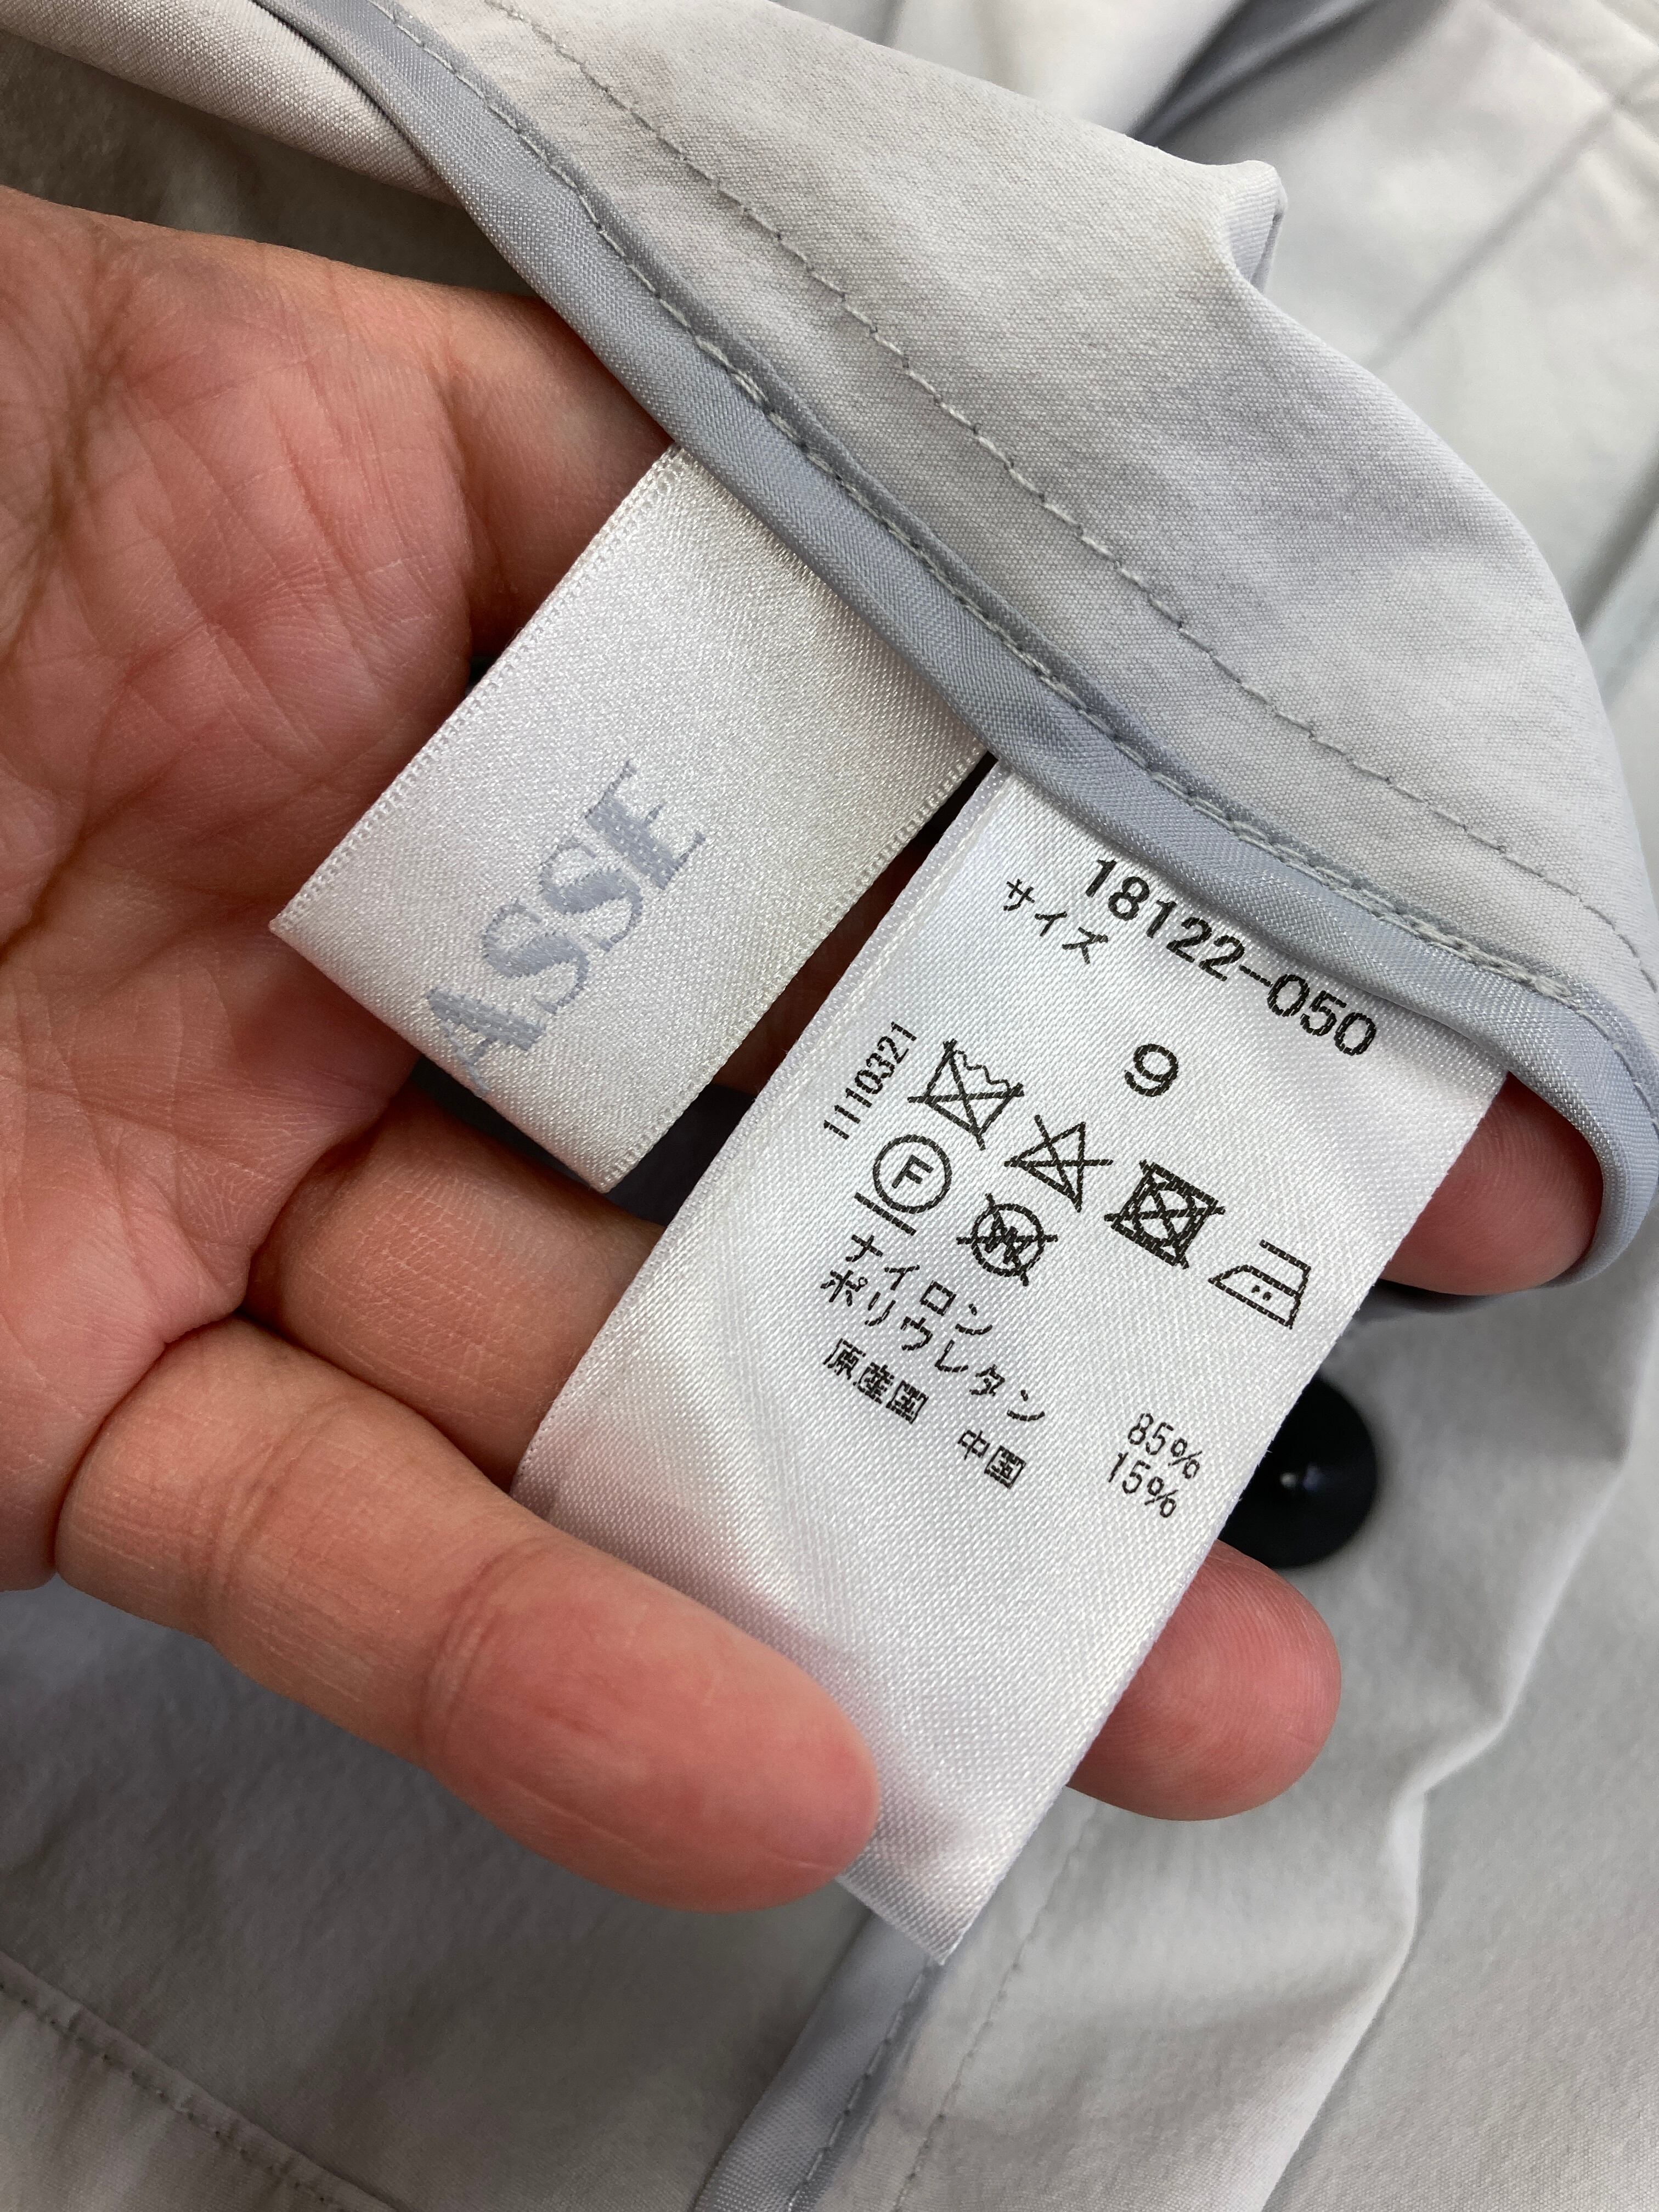 ASSE
18122-050
サイズ
9
1110321
F
W
ナイロン 85%
ポリウレタン 15%
原産国 中国